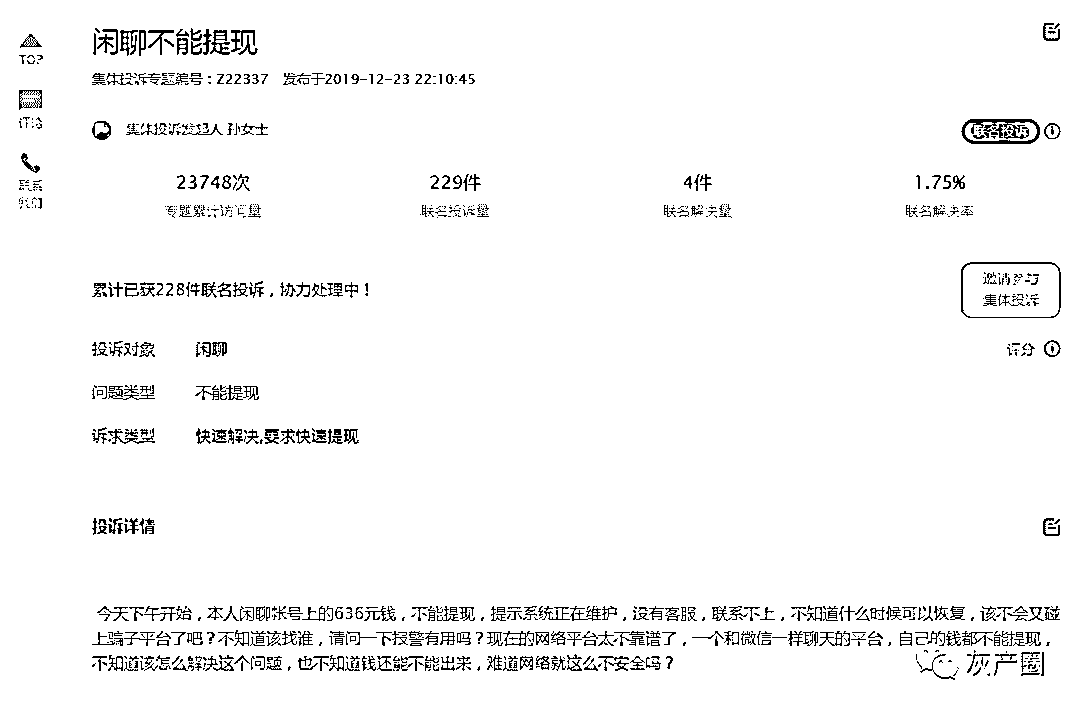 闲聊不能提现
TOP
集体投诉专题编号：Z22337 发布于2019-12-23 22:10:45
评论
集体投诉发起人 孙女士
联名投诉
联系
我们
23748次 229件 4件 1.75%
专题累计访问量 联名投诉量 联名解决量 联名解决率
累计已获228件联名投诉，协力处理中！
邀请参与
集体投诉
投诉对象 闲聊
评分
问题类型 不能提现
诉求类型 快速解决,要求快速提现
投诉详情
今天下午开始，本人闲聊帐号上的636元钱，不能提现，提示系统正在维护，没有客服，联系不上，不知道什么时候可以恢复，该不会又碰
上骗子平台了吧？不知道该找谁，请问一下报警有用吗？现在的网络平台太不靠谱了，一个和微信一样聊天的平台，自己的钱都不能提现，
不知道该怎么解决这个问题，也不知道钱还能不能出来，难道网络就这么不安全吗？
灰产圈